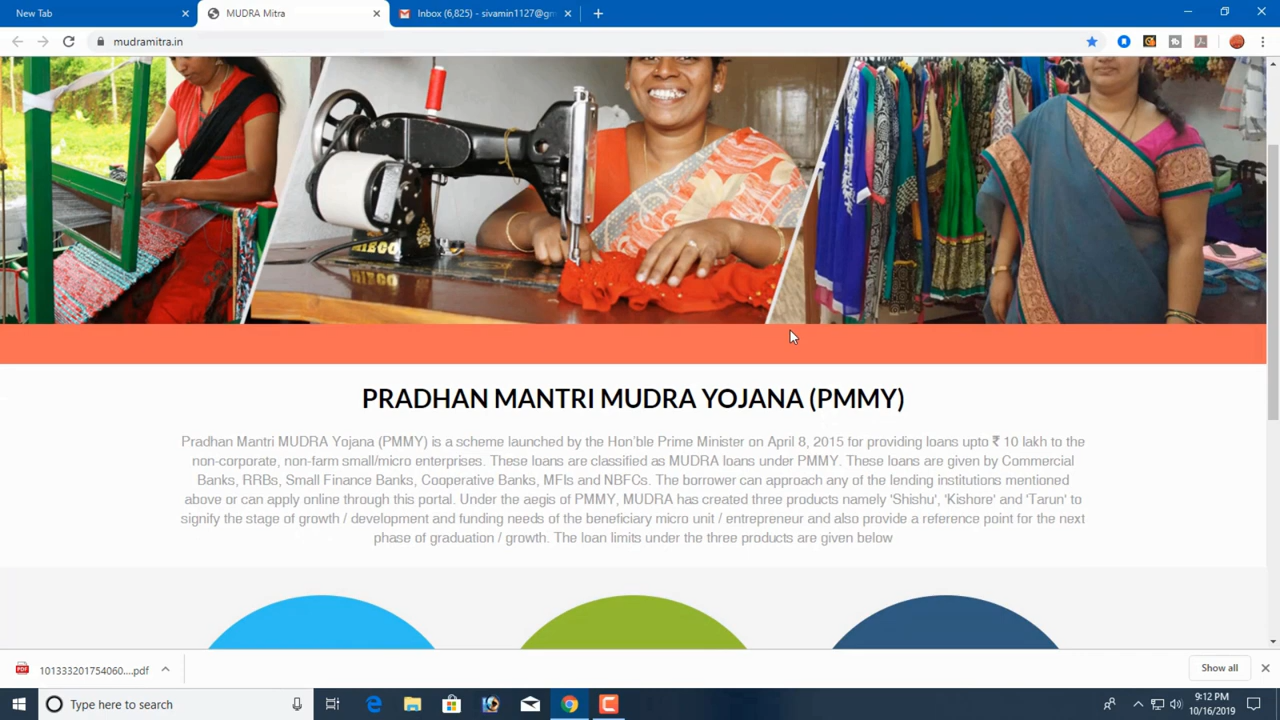 New Tab
MUDRA Mitra
Inbox (6,825) - sivamin1127@gm
mudramitra.in
PRADHAN MANTRI MUDRA YOJANA (PMMY)
Pradhan Mantri MUDRA Yojana (PMMY) is a scheme launched by the Hon'ble Prime Minister on April 8, 2015 for providing loans upto ₹ 10 lakh to the
non-corporate, non-farm small/micro enterprises. These loans are classified as MUDRA loans under PMMY. These loans are given by Commercial
Banks, RRBs, Small Finance Banks, Cooperative Banks, MFIs and NBFCs. The borrower can approach any of the lending institutions mentioned
above or can apply online through this portal. Under the aegis of PMMY, MUDRA has created three products namely 'Shishu', 'Kishore' and 'Tarun' to
signify the stage of growth / development and funding needs of the beneficiary micro unit / entrepreneur and also provide a reference point for the next
phase of graduation / growth. The loan limits under the three products are given below
101333201754060....pdf
Show all
Type here to search
9:12 PM
10/16/2019